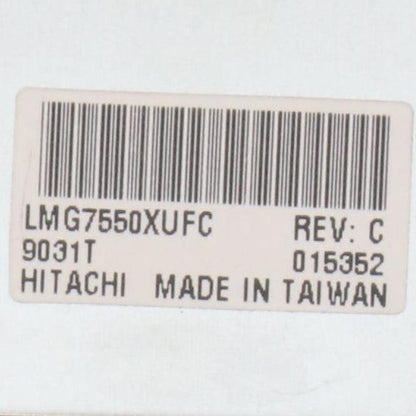 LMG7550XUFC REV: C
9031T 015352
HITACHI MADE IN TAIWAN